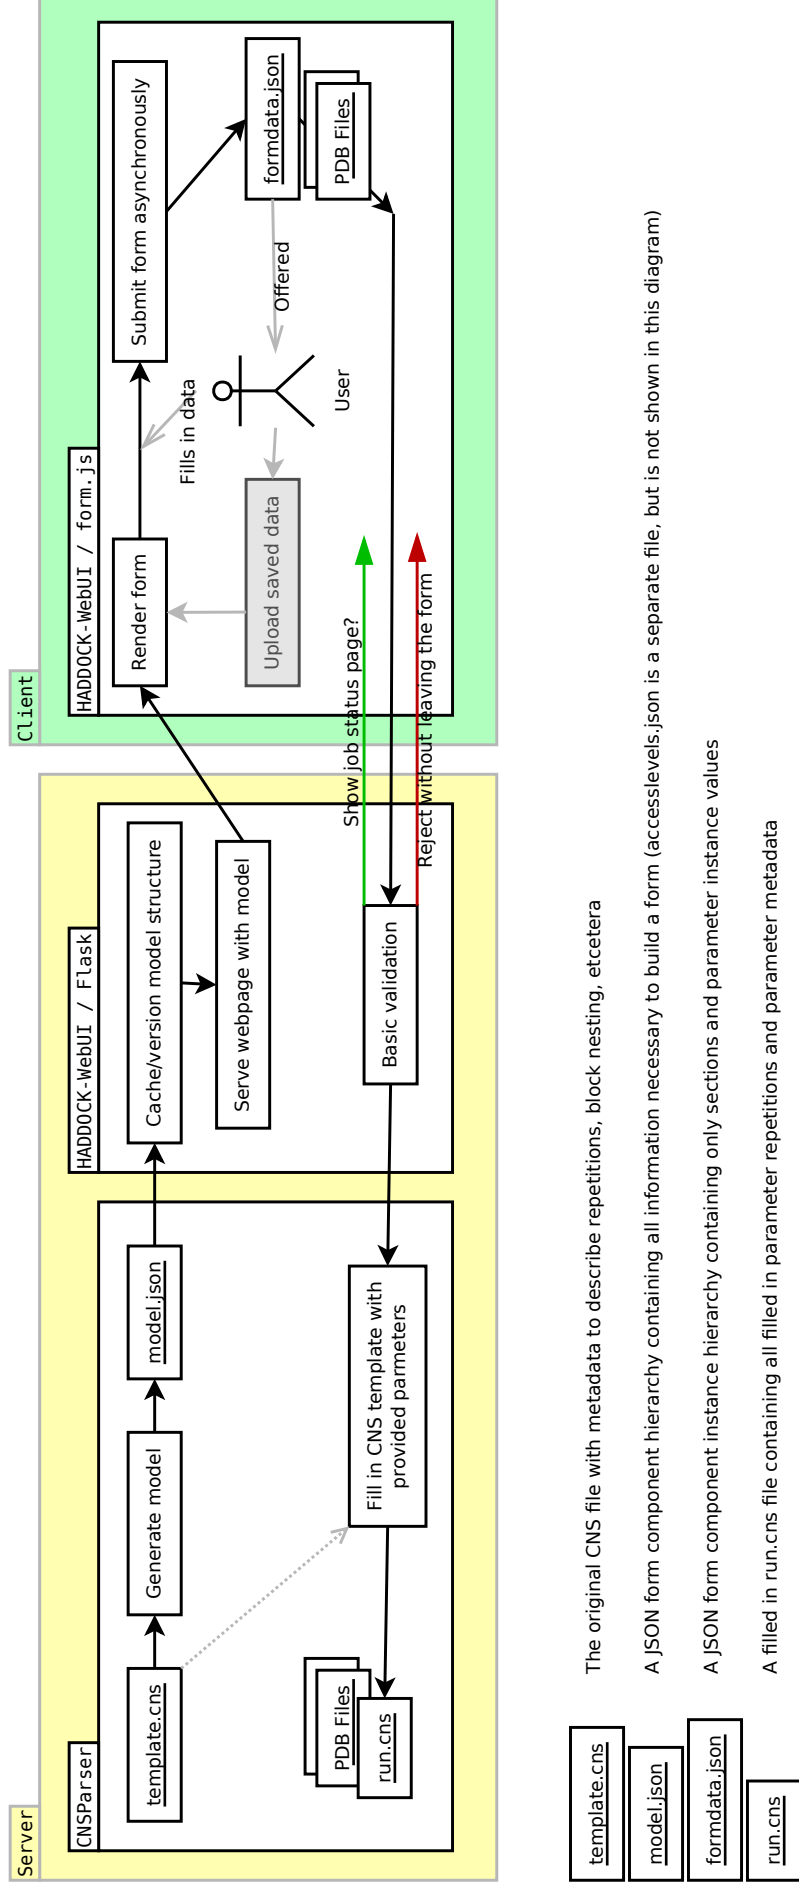 Server
CNSParser
template.cns
Generate model
model.json
PDB Files
run.cns
Fill in CNS template with
provided parmeters
HADDOCK-WebUI / Flask
Cache/version model structure
Serve webpage with model
Basic validation
Show job status page?
Reject without leaving the form
Client
HADDOCK-WebUI / form.js
Render form
Fills in data
Submit form asynchronously
Upload saved data
User
Offered
formdata.json
PDB Files
template.cns
The original CNS file with metadata to describe repetitions, block nesting, etcetera
model.json
A JSON form component hierarchy containing all information necessary to build a form (accesslevels.json is a separate file, but is not shown in this diagram)
formdata.json
A JSON form component instance hierarchy containing only sections and parameter instance values
run.cns
A filled in run.cns file containing all filled in parameter repetitions and parameter metadata